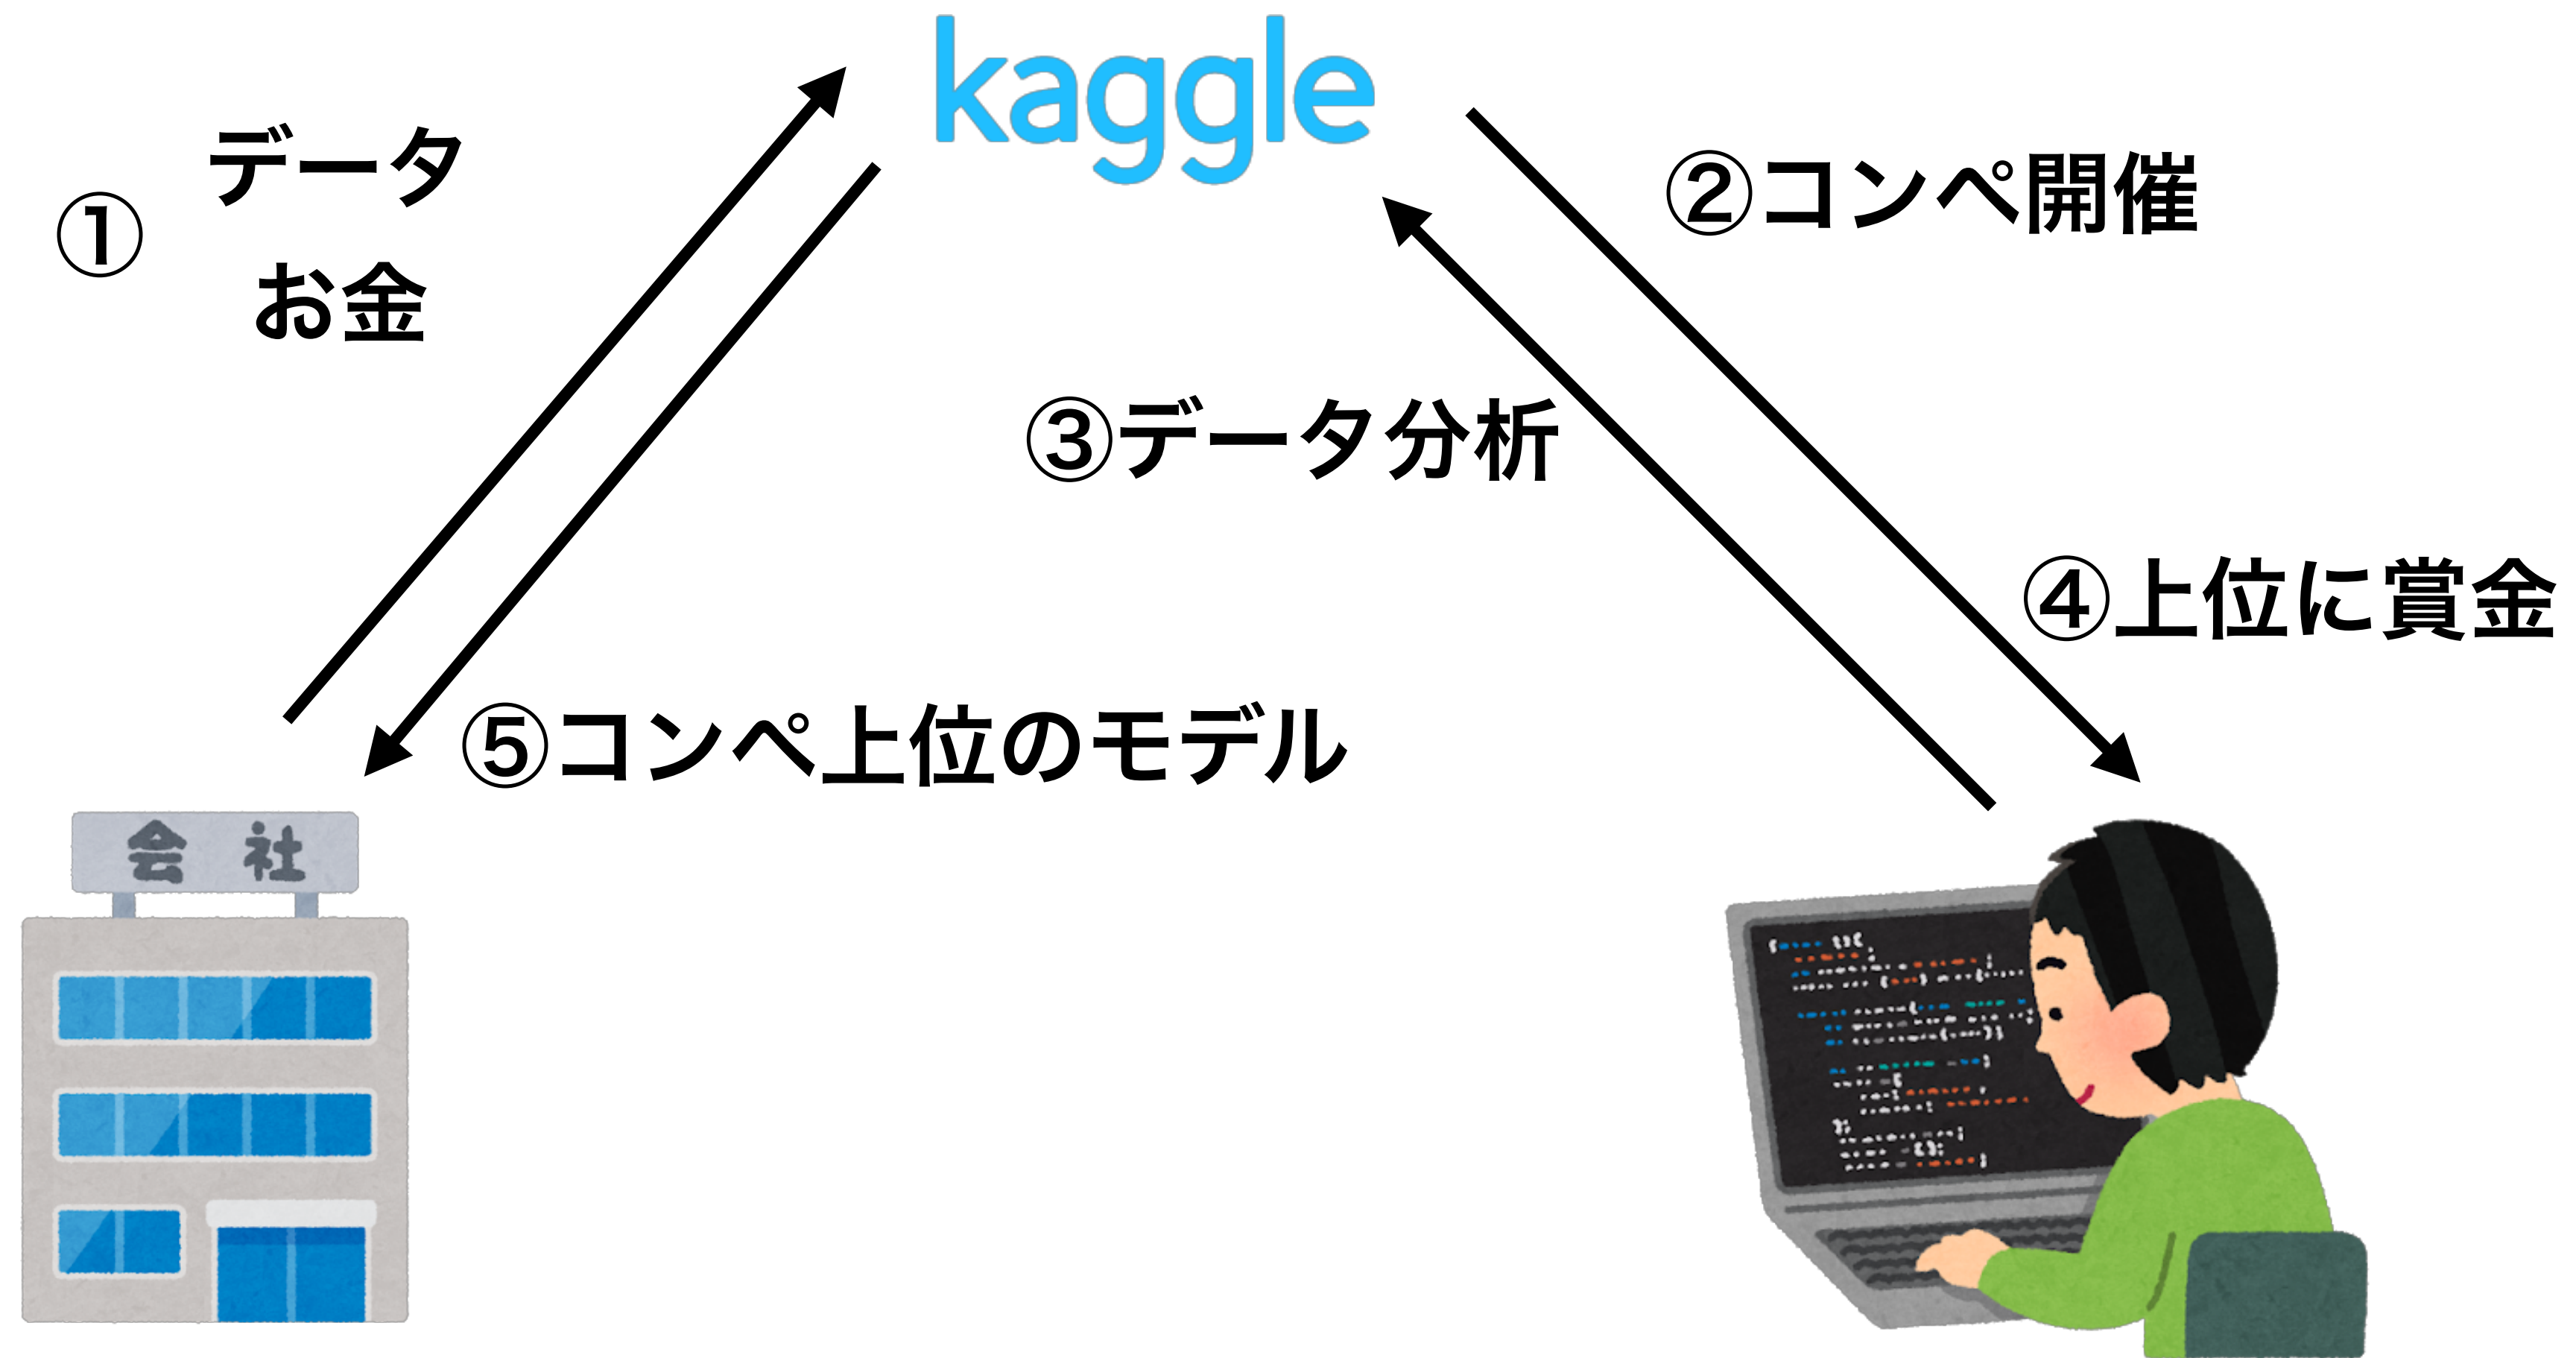 kaggle
① データ
お金
②コンペ開催
③データ分析
④上位に賞金
⑤コンペ上位のモデル
会社